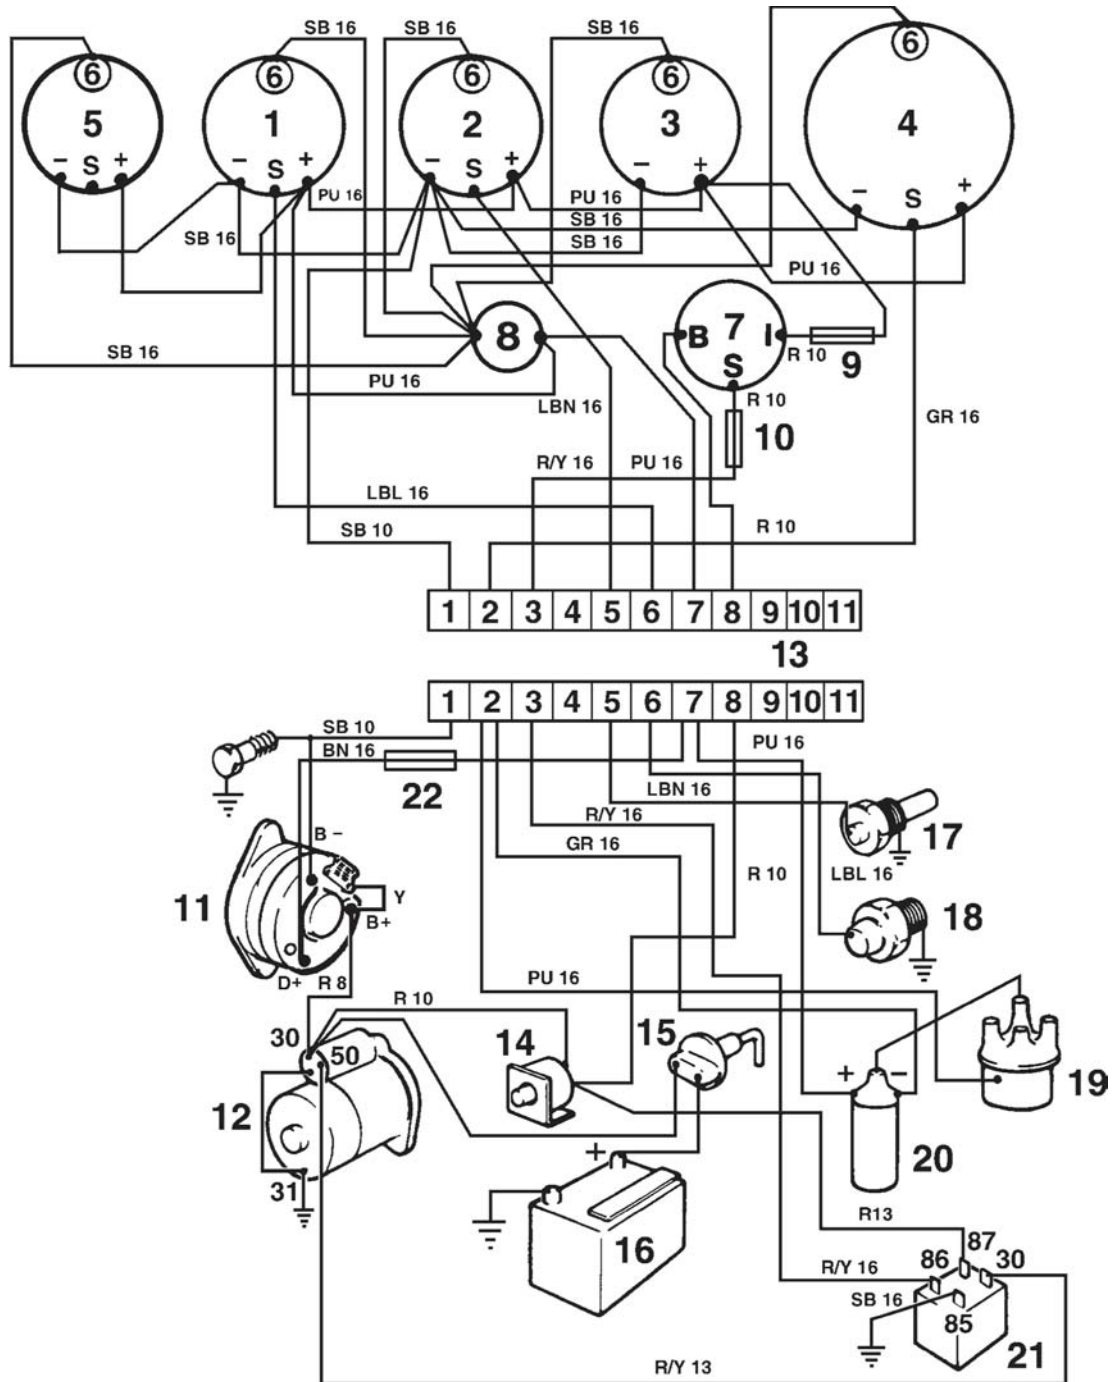 SB 16
SB 16
SB 16
6
6
6
6
6
5
1
2
3
4
– S +
– S +
– S +
– +
– S +
PU 16
SB 16
PU 16
SB 16
SB 16
PU 16
8
7
B I
S
SB 16
PU 16
R 10
9
LBN 16
R 10
10
GR 16
R/Y 16
PU 16
LBL 16
SB 10
R 10
1 2 3 4 5 6 7 8 9 10 11
13
1 2 3 4 5 6 7 8 9 10 11
SB 10
PU 16
BN 16
22
LBN 16
R/Y 16
17
B –
GR 16
Y
R 10
LBL 16
11
B+
18
D+
R 8
PU 16
R 10
30
50
14
15
+ –
19
12
+
20
31
16
R13
87
86
30
R/Y 16
SB 16
85
21
R/Y 13